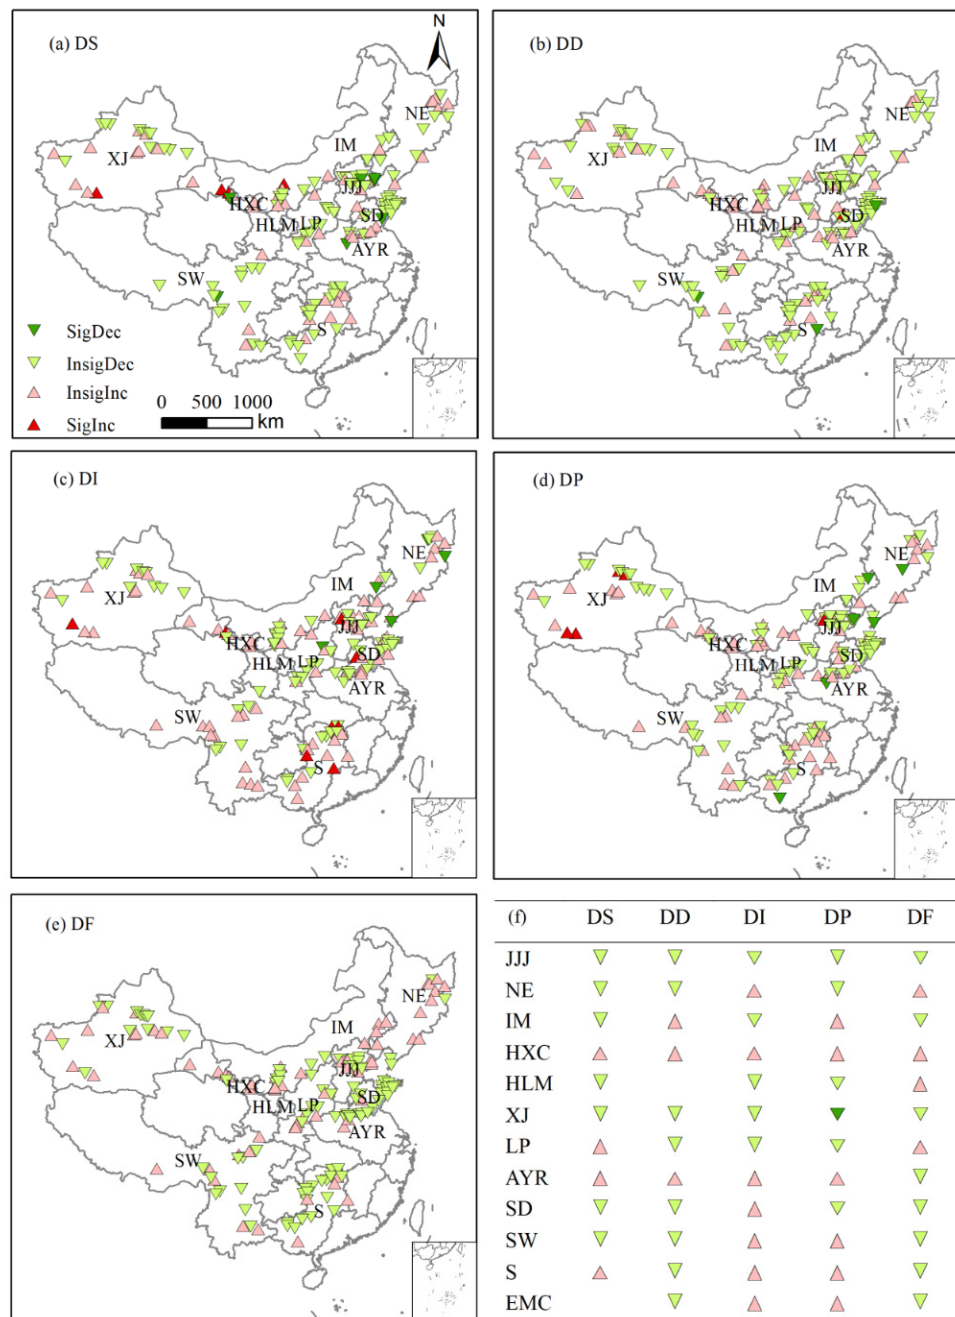 (a) DS
N
NE
IM
XJ
JJJ
HXC
SD
HLM
LP
AYR
SW
S
SigDec
InsigDec
InsigInc
SigInc
0 500 1000
km
(b) DD
NE
IM
XJ
JJJ
HXC
SD
HLM
LP
AYR
SW
S
(c) DI
NE
IM
XJ
JJJ
HXC
SD
HLM
LP
AYR
SW
S
(d) DP
NE
IM
XJ
JJJ
HXC
SD
HLM
LP
AYR
SW
S
(e) DF
NE
IM
XJ
JJJ
HXC
SD
HLM
LP
AYR
SW
S
(f) DS DD DI DP DF
JJJ
NE
IM
HXC
HLM
XJ
LP
AYR
SD
SW
S
EMC